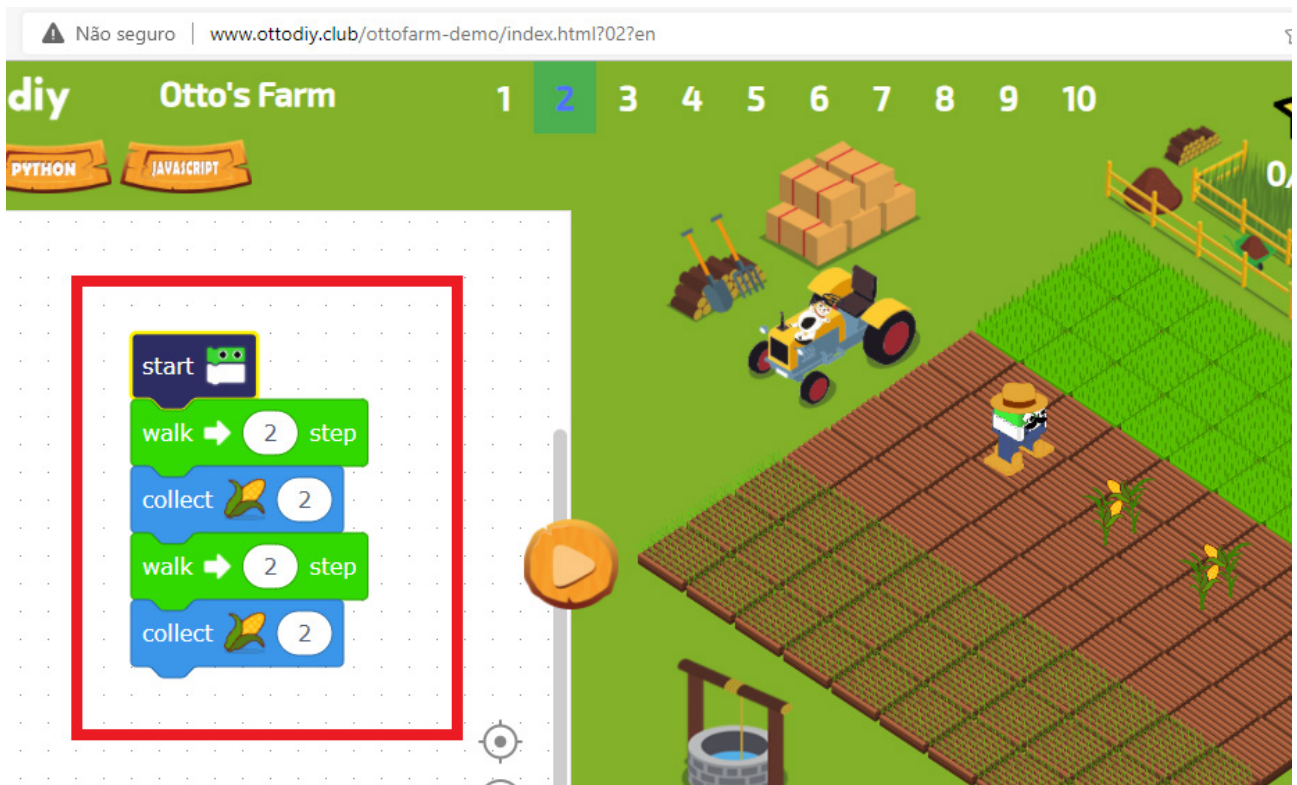 Não seguro www.ottodiy.club/ottofarm-demo/index.html?02?en
diy Otto's Farm 1 2 3 4 5 6 7 8 9 10
PYTHON JAVASCRIPT
0/
start
walk 2 step
collect 2
walk 2 step
collect 2